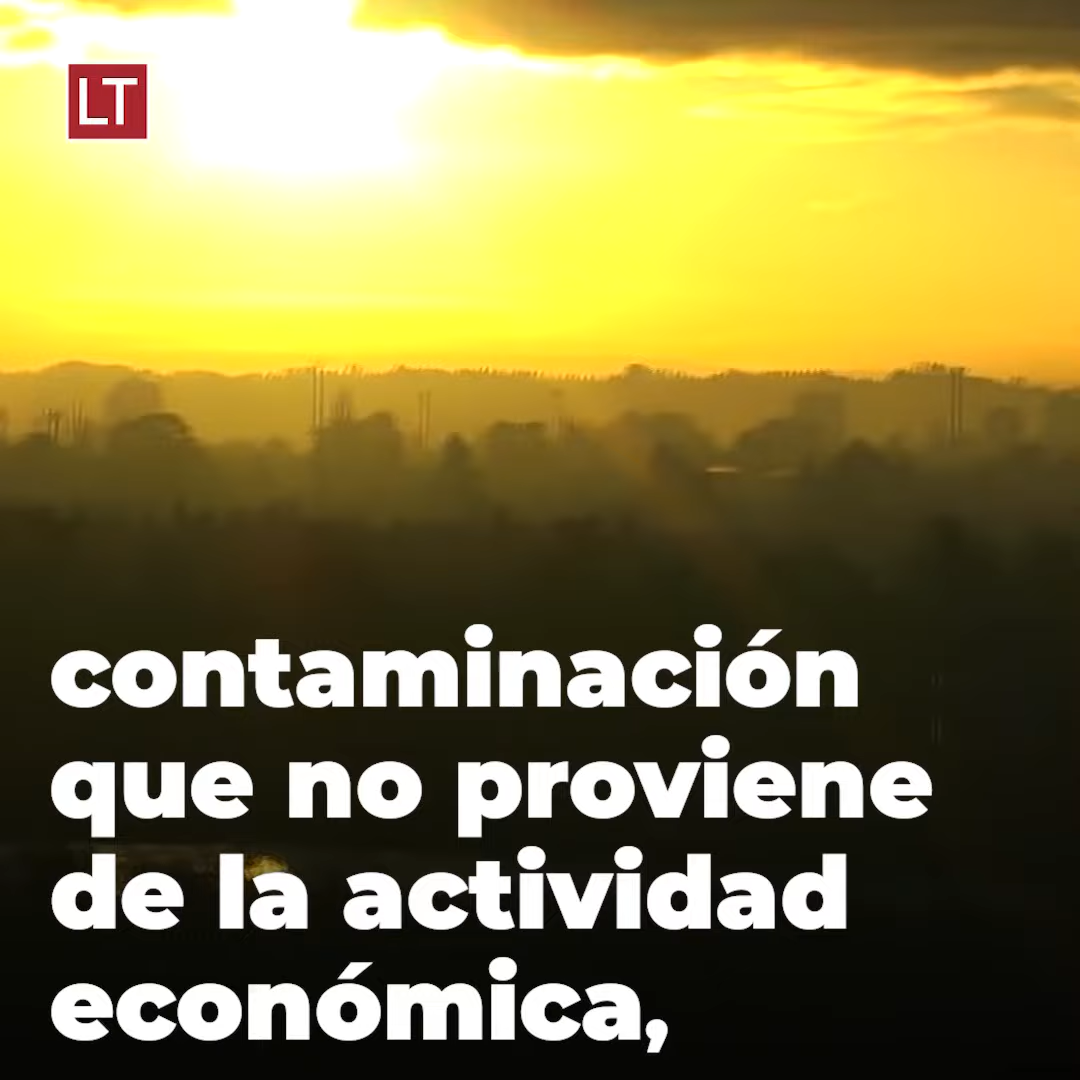 LT
contaminación
que no proviene
de la actividad
económica,